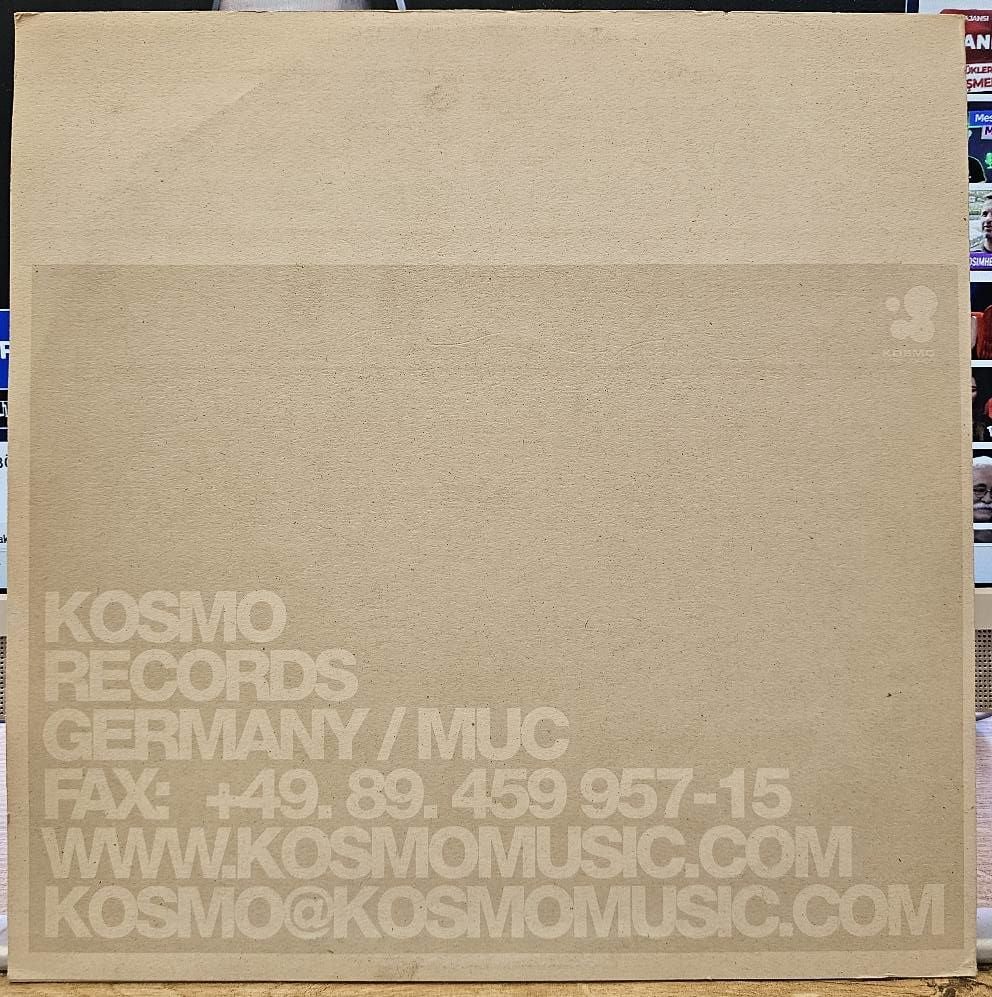 KOSMO
KOSMO
RECORDS
GERMANY / MUC
FAX: +49. 89. 459 957-15
WWW.KOSMOMUSIC.COM
KOSMO@KOSMOMUSIC.COM